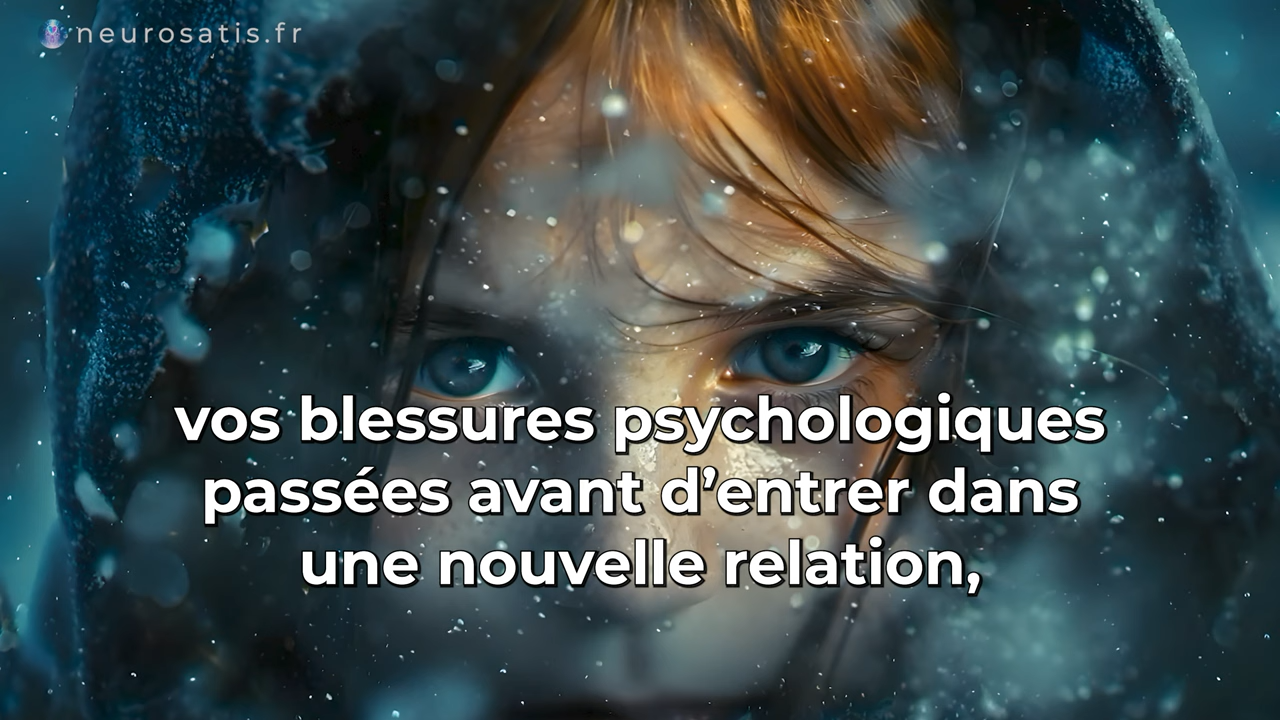 neurosatis.fr
vos blessures psychologiques
passées avant d’entrer dans
une nouvelle relation,